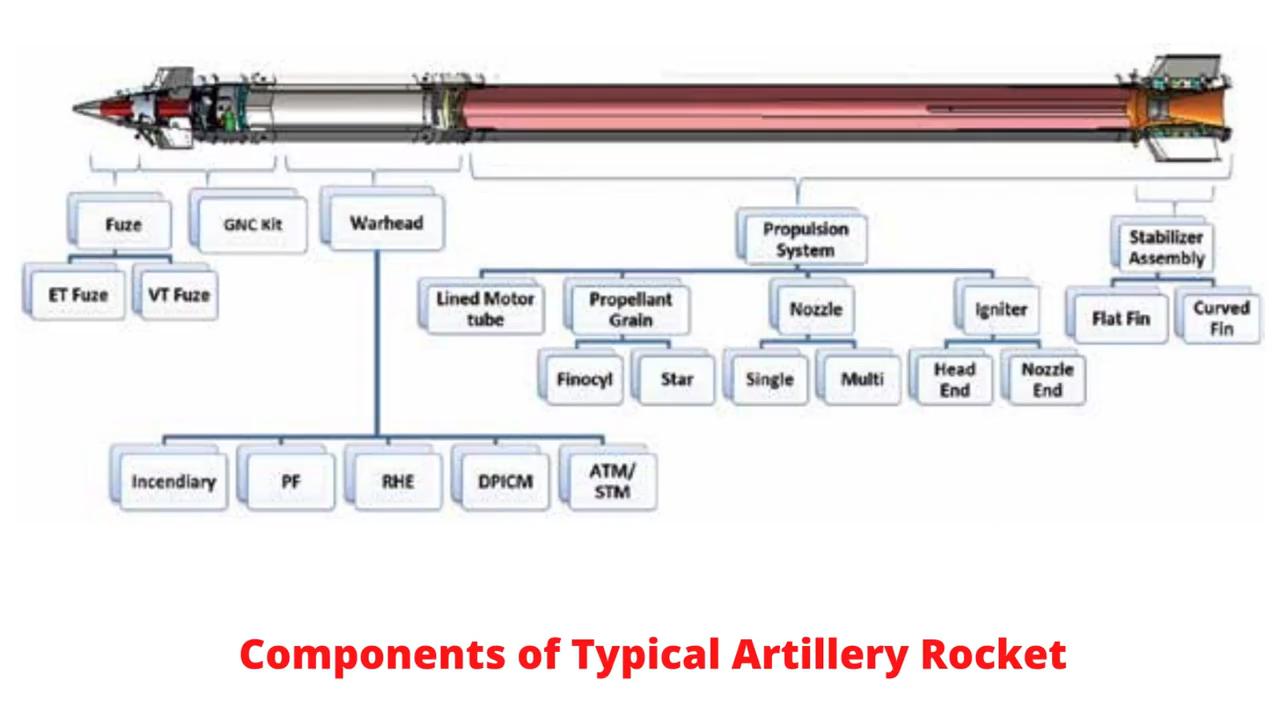 Fuze
GNC Kit
Warhead
Propulsion
System
Stabilizer
Assembly
ET Fuze
VT Fuze
Lined Motor
tube
Propellant
Grain
Nozzle
Igniter
Flat Fin
Curved
Fin
Finocyl
Star
Single
Multi
Head
End
Nozzle
End
Incendiary
PF
RHE
DPICM
ATM/
STM
Components of Typical Artillery Rocket